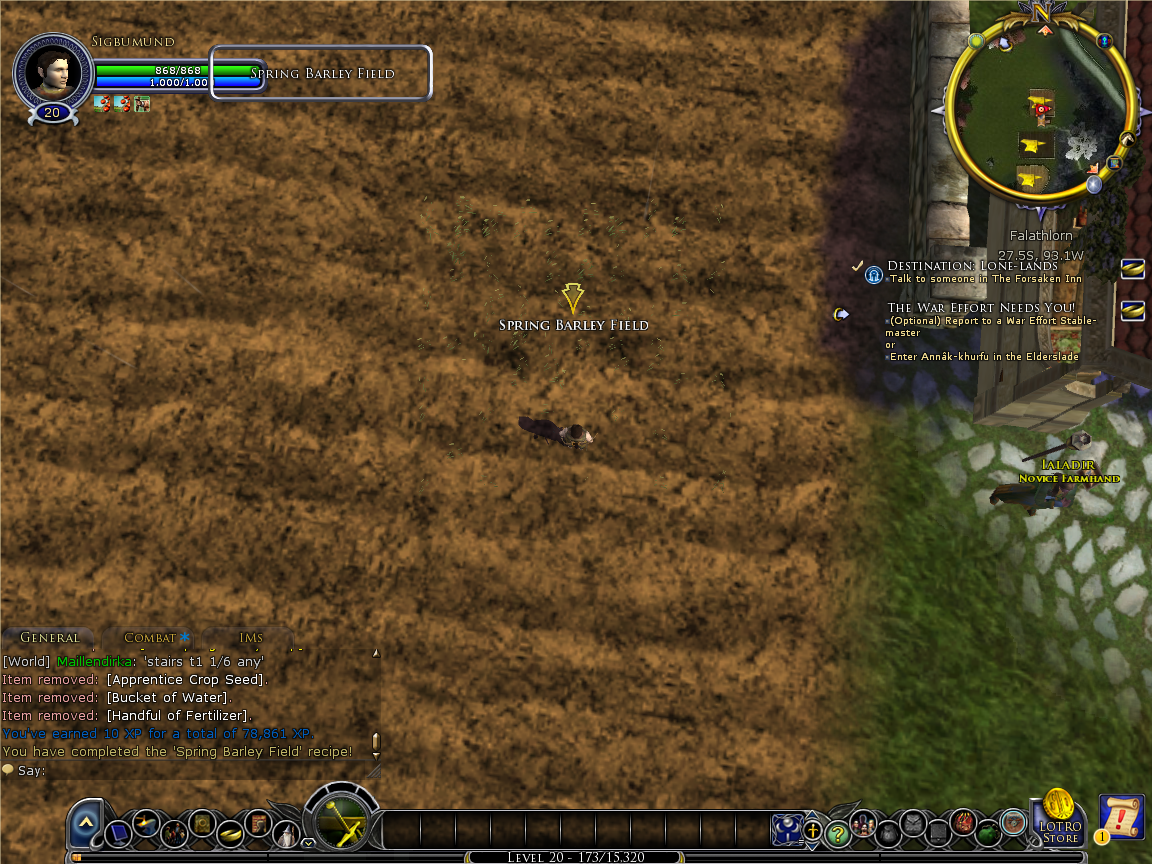 Sigbumund
868/868
1.000/1.00
20
Spring Barley Field
N
Falathlorn
27.5S, 93.1W
Destination: Lone-lands
Talk to someone in The Forsaken Inn
The War Effort Needs You!
(Optional) Report to a War Effort Stable-
master
or
Enter Annâk-khurfu in the Elderslade
Spring Barley Field
Ialadir
Novice Farmhand
General
Combat
IMs
[World] Maillendirka: 'stairs t1 1/6 any'
Item removed: [Apprentice Crop Seed].
Item removed: [Bucket of Water].
Item removed: [Handful of Fertilizer].
You've earned 10 XP for a total of 78,861 XP.
You have completed the 'Spring Barley Field' recipe!
Say:
LOTRO
Store
1
Level 20 - 173/15,320